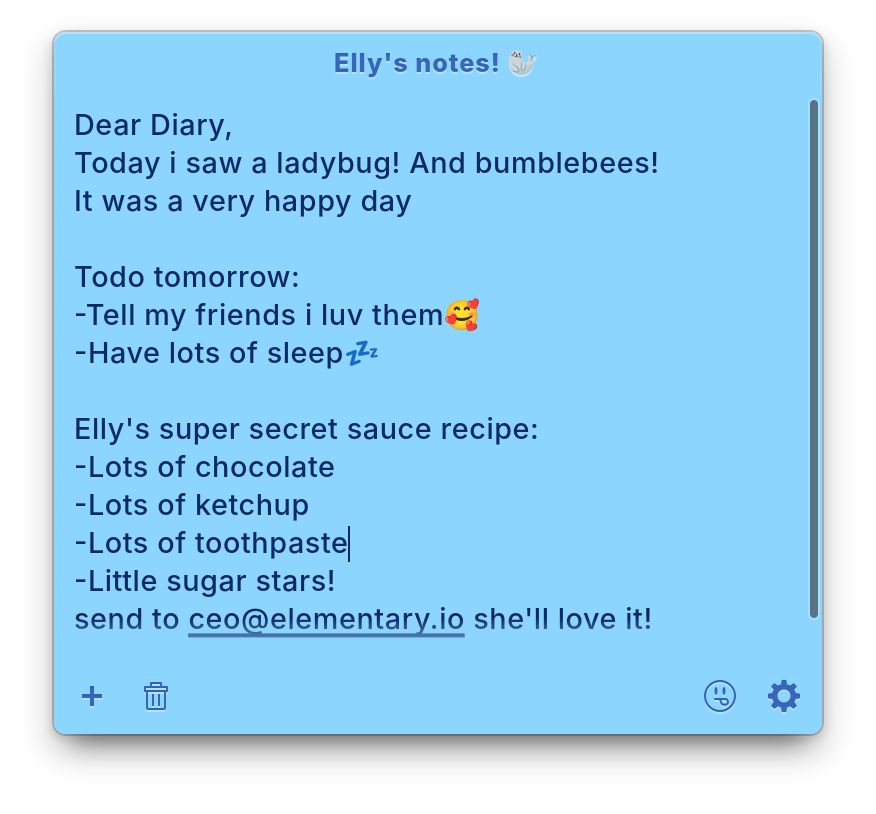 Elly's notes! 🦭
Dear Diary,
Today i saw a ladybug! And bumblebees!
It was a very happy day
Todo tomorrow:
-Tell my friends i luv them🥰
-Have lots of sleep💤
Elly's super secret sauce recipe:
-Lots of chocolate
-Lots of ketchup
-Lots of toothpaste
-Little sugar stars!
send to ceo@elementary.io she'll love it!